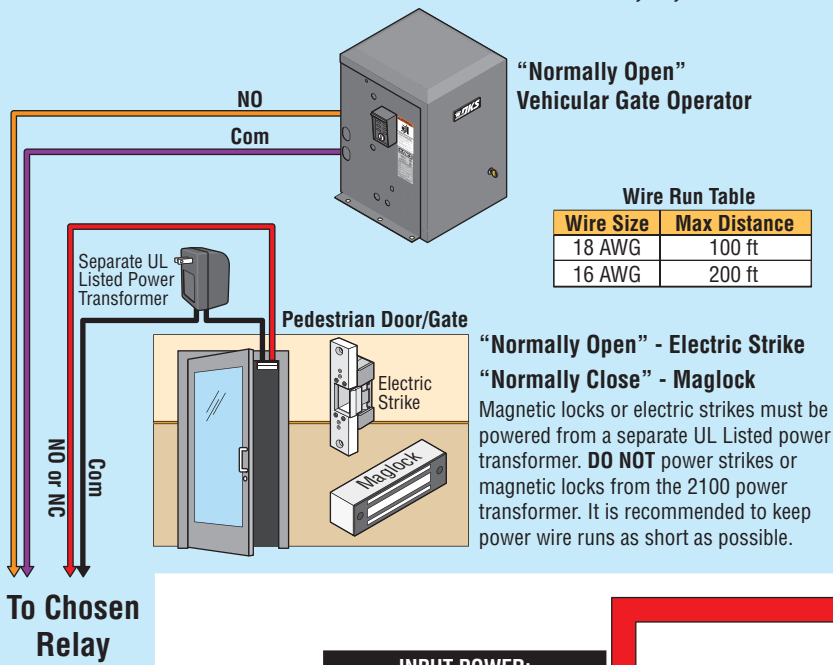 NO
Com
DKS
"Normally Open"
Vehicular Gate Operator
Wire Run Table
Wire Size Max Distance
18 AWG 100 ft
16 AWG 200 ft
Separate UL
Listed Power
Transformer
Pedestrian Door/Gate
Electric
Strike
Maglock
NO or NC
Com
"Normally Open" - Electric Strike
"Normally Close" - Maglock
Magnetic locks or electric strikes must be
powered from a separate UL Listed power
transformer. DO NOT power strikes or
magnetic locks from the 2100 power
transformer. It is recommended to keep
power wire runs as short as possible.
To Chosen
Relay
INPUT POWER: